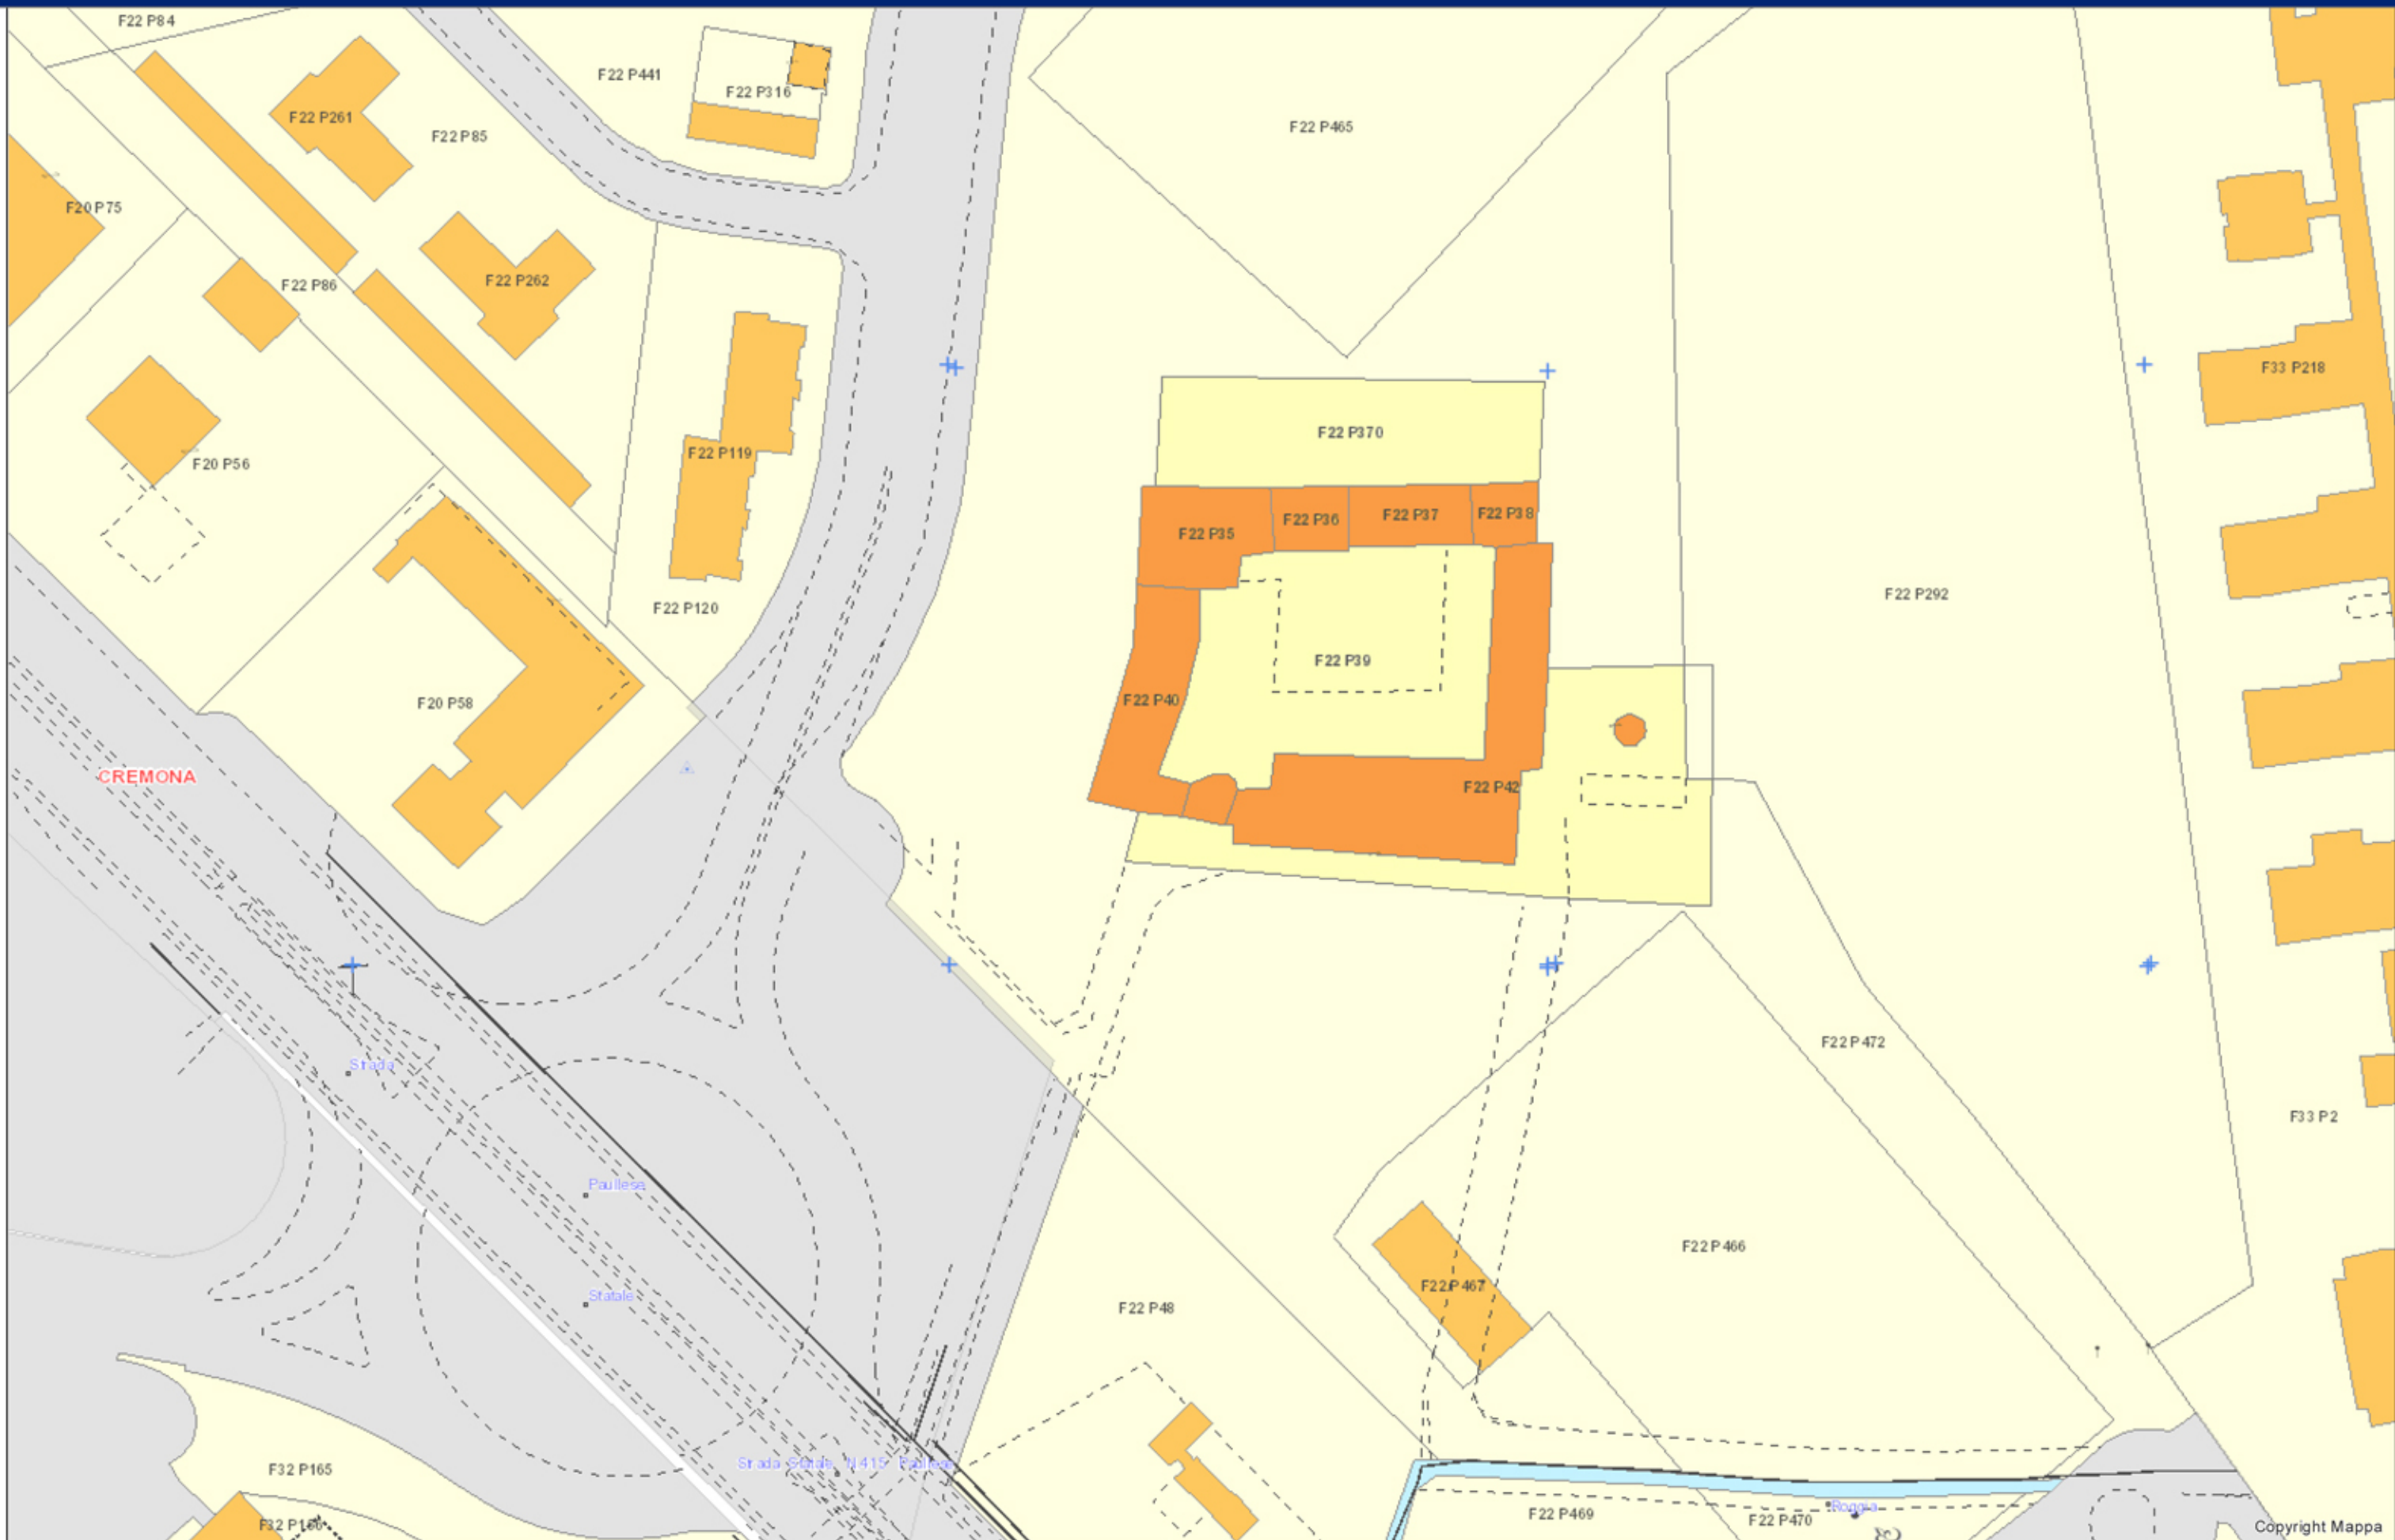 F22 P84
F22 P441
F22 P316
F22 P261
F22 P85
F22 P465
F20 P75
F22 P86
F22 P262
F33 P218
F22 P370
F22 P119
F20 P56
F22 P35
F22 P36
F22 P37
F22 P38
F22 P292
F22 P120
F22 P39
F22 P40
F20 P58
CREMONA
F22 P42
F22 P472
Strada
F33 P2
Paullese
F22 P466
F22 P467
Statale
F22 P48
Strada Statale N 415 Paullese
F32 P165
Roggia
F22 P469
F22 P470
Copyright Mappa